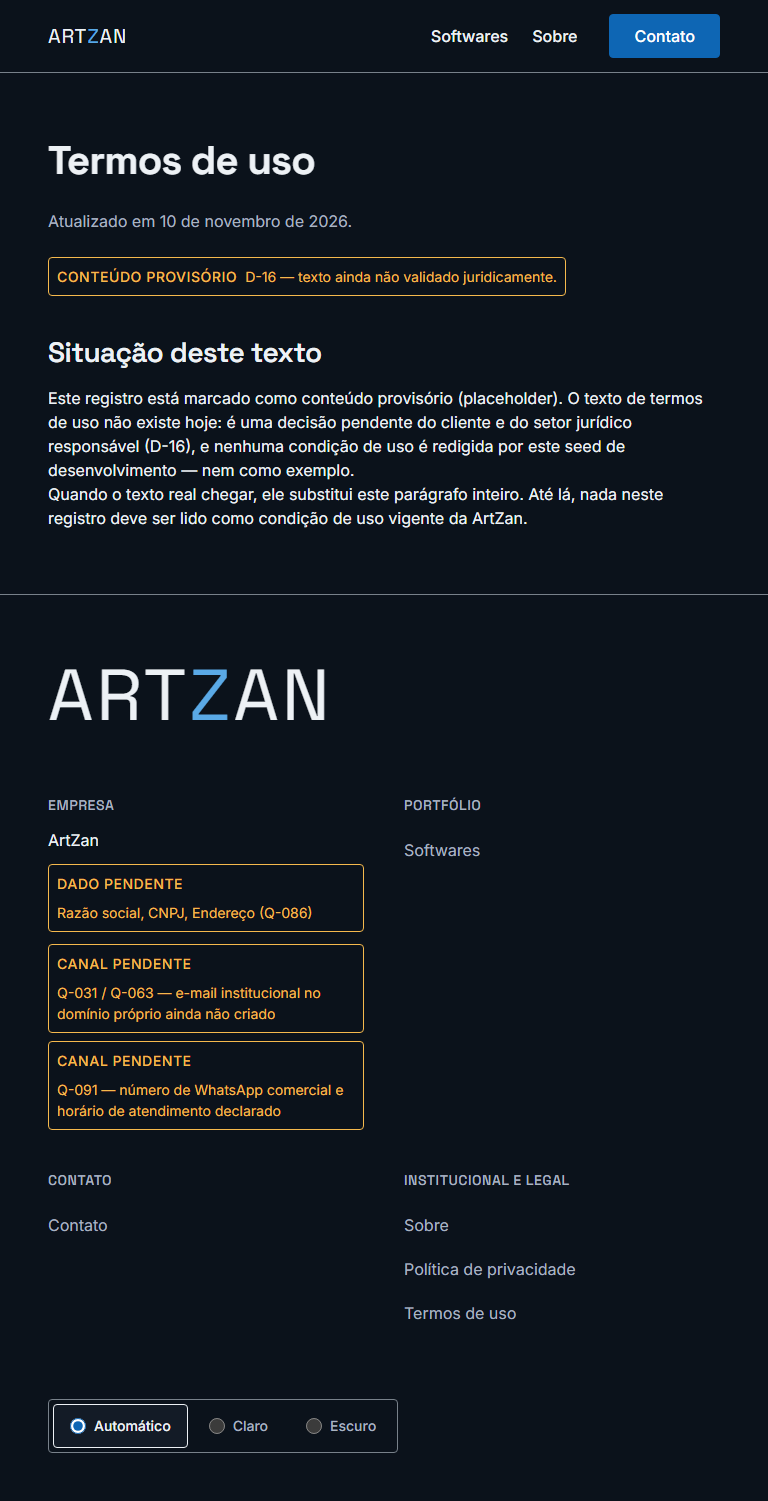 ARTZAN
Softwares
Sobre
Contato
Termos de uso
Atualizado em 10 de novembro de 2026.
CONTEÚDO PROVISÓRIO D-16 — texto ainda não validado juridicamente.
Situação deste texto
Este registro está marcado como conteúdo provisório (placeholder). O texto de termos
de uso não existe hoje: é uma decisão pendente do cliente e do setor jurídico
responsável (D-16), e nenhuma condição de uso é redigida por este seed de
desenvolvimento — nem como exemplo.
Quando o texto real chegar, ele substitui este parágrafo inteiro. Até lá, nada neste
registro deve ser lido como condição de uso vigente da ArtZan.
ARTZAN
EMPRESA
ArtZan
DADO PENDENTE
Razão social, CNPJ, Endereço (Q-086)
CANAL PENDENTE
Q-031 / Q-063 — e-mail institucional no
domínio próprio ainda não criado
CANAL PENDENTE
Q-091 — número de WhatsApp comercial e
horário de atendimento declarado
PORTFÓLIO
Softwares
CONTATO
Contato
INSTITUCIONAL E LEGAL
Sobre
Política de privacidade
Termos de uso
Automático
Claro
Escuro